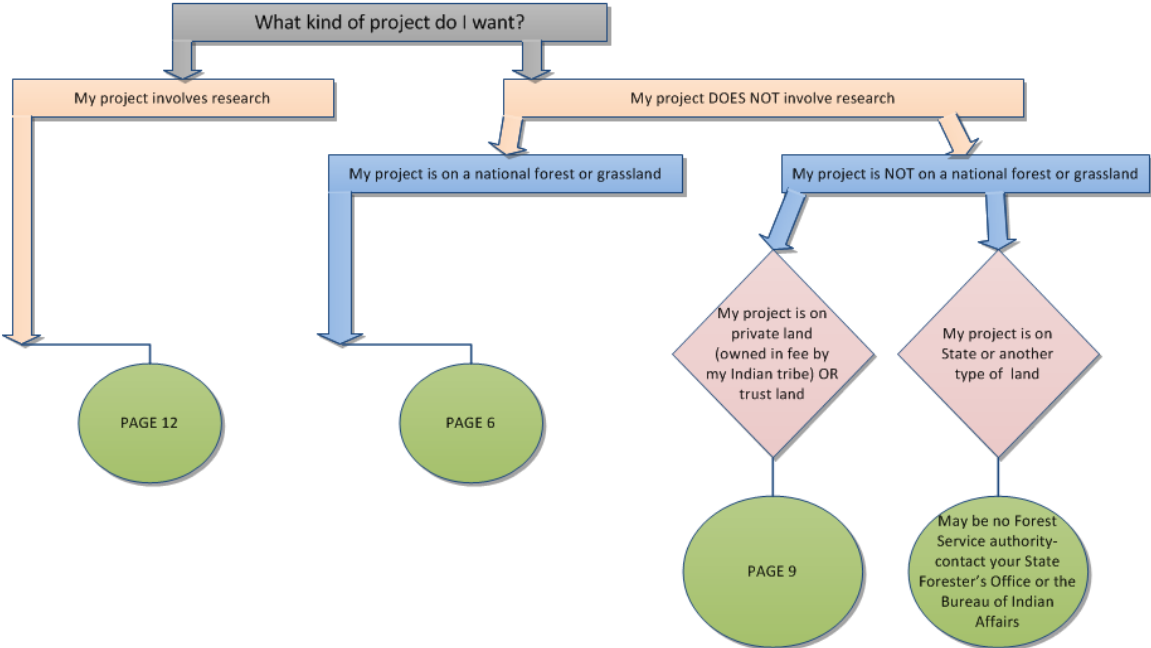 What kind of project do I want?
My project involves research
My project DOES NOT involve research
My project is on a national forest or grassland
My project is NOT on a national forest or grassland
My project is on
private land
(owned in fee by
my Indian tribe) OR
trust land
My project is on
State or another
type of land
PAGE 12
PAGE 6
PAGE 9
May be no Forest
Service authority-
contact your State
Forester's Office or the
Bureau of Indian
Affairs